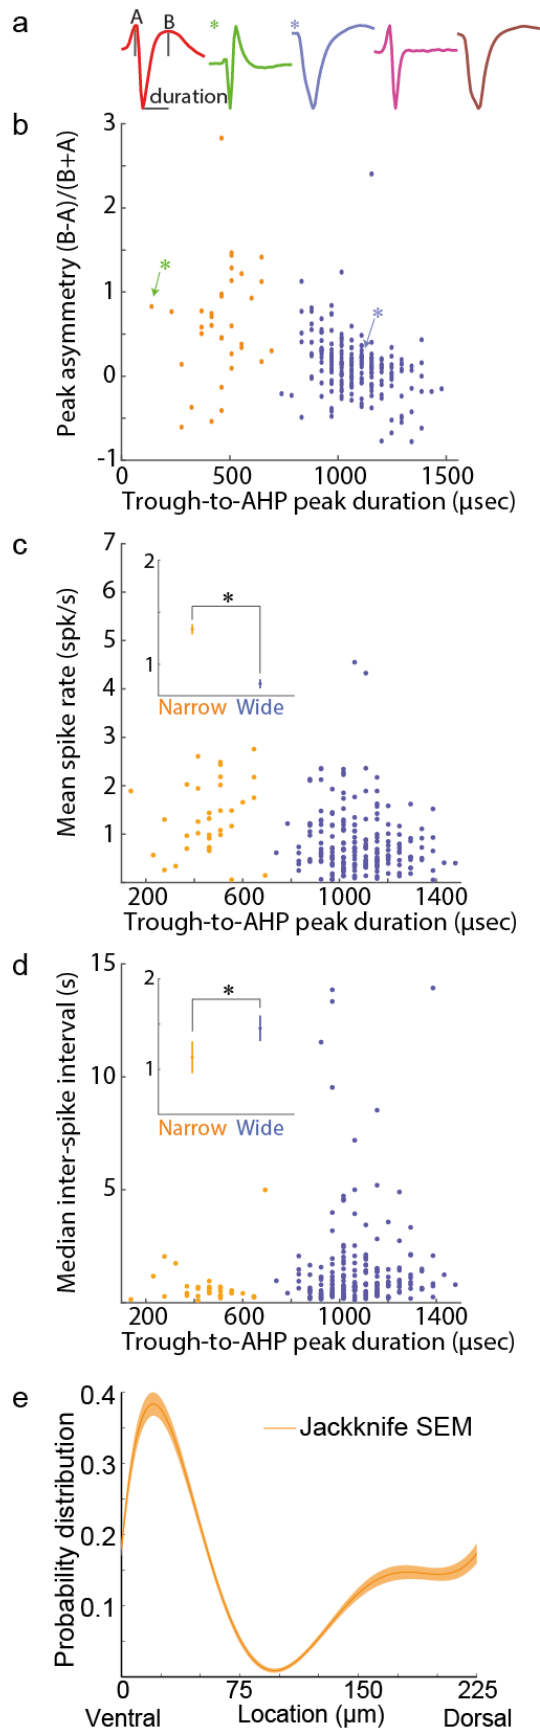 a
A
B
*
*
duration
b
Peak asymmetry (B-A)/(B+A)
3
2
1
0
-1
*
*
0 500 1000 1500
Trough-to-AHP peak duration (μsec)
c
Mean spike rate (spk/s)
7
6
5
4
3
2
1
2
1
*
Narrow Wide
200 600 1000 1400
Trough-to-AHP peak duration (μsec)
d
Median inter-spike interval (s)
15
10
5
2
1
*
Narrow Wide
200 600 1000 1400
Trough-to-AHP peak duration (μsec)
e
Probability distribution
0.4
0.3
0.2
0.1
Jackknife SEM
0 75 150 225
Ventral Location (μm) Dorsal